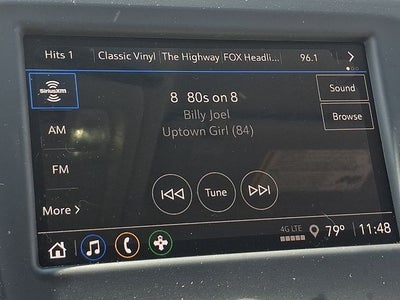 Hits 1 Classic Vinyl The Highway FOX Headli... 96.1
SiriusXM
8 80s on 8
Sound
Billy Joel
Browse
AM
Uptown Girl (84)
FM
More
Tune
4G LTE
79° 11:48